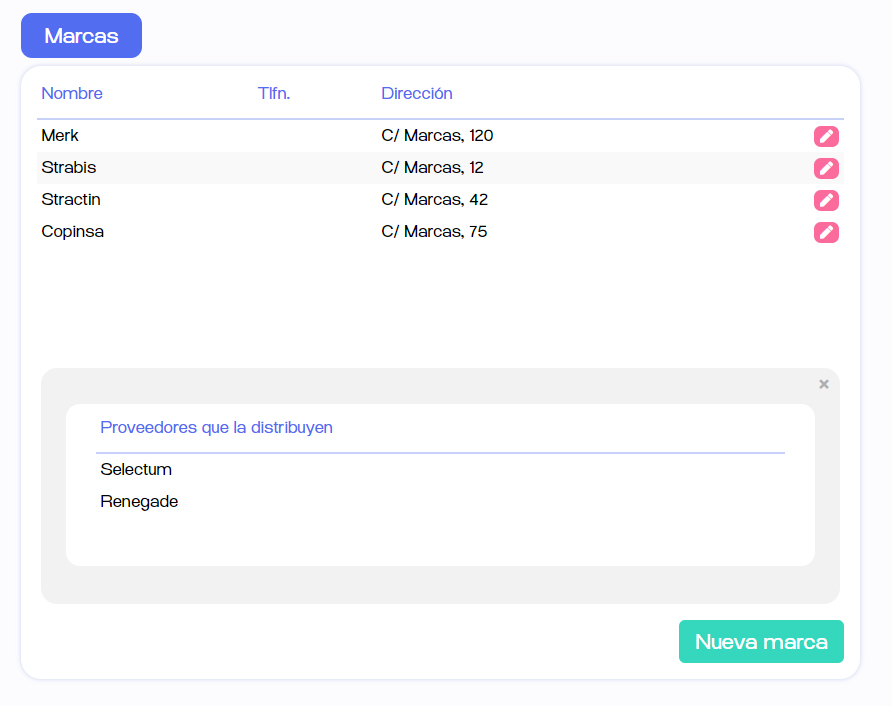 Marcas
Nombre Tlfn. Dirección
Merk C/ Marcas, 120
Strabis C/ Marcas, 12
Stractin C/ Marcas, 42
Copinsa C/ Marcas, 75
Proveedores que la distribuyen
Selectum
Renegade
Nueva marca